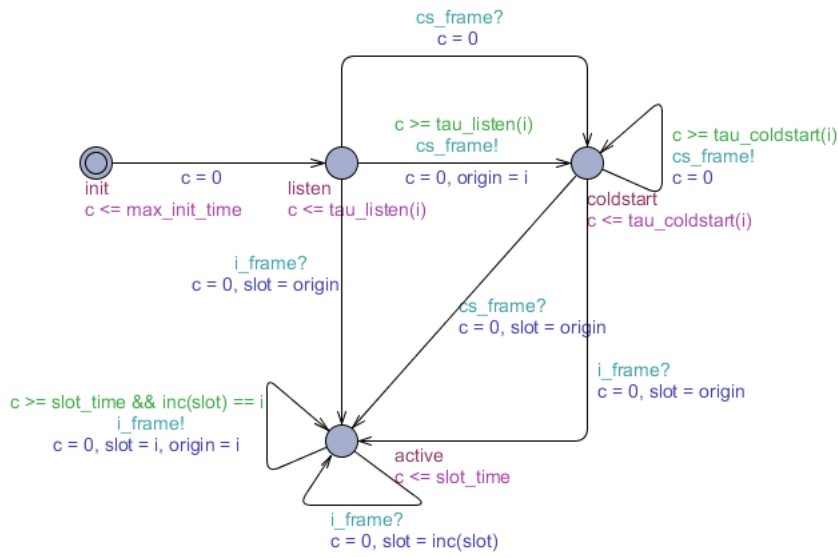 cs_frame?
c = 0
c >= tau_listen(i)
cs_frame!
c = 0, origin = i
c >= tau_coldstart(i)
cs_frame!
c = 0
c = 0
init
c <= max_init_time
listen
c <= tau_listen(i)
coldstart
c <= tau_coldstart(i)
i_frame?
c = 0, slot = origin
cs_frame?
c = 0, slot = origin
i_frame?
c = 0, slot = origin
c >= slot_time && inc(slot) == i
i_frame!
c = 0, slot = i, origin = i
active
c <= slot_time
i_frame?
c = 0, slot = inc(slot)